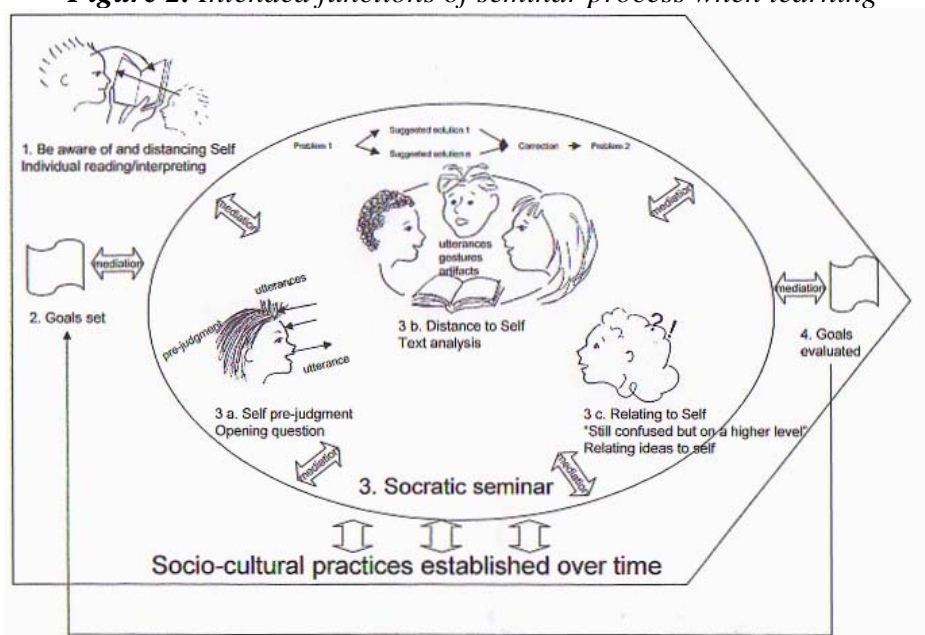 Figure 2. Intended functions of seminar process when learning
1. Be aware of and distancing Self
Individual reading/interpreting
Problem 1
Suggested solution 1
Suggested solution n
Correction
Problem 2
mediation
mediation
utterances
gestures
artifacts
mediation
2. Goals set
utterances
pre-judgment
utterance
3 b. Distance to Self
Text analysis
?!
mediation
4. Goals
evaluated
3 a. Self pre-judgment
Opening question
3 c. Relating to Self
"Still confused but on a higher level"
Relating ideas to self
mediation
mediation
3. Socratic seminar
Socio-cultural practices established over time